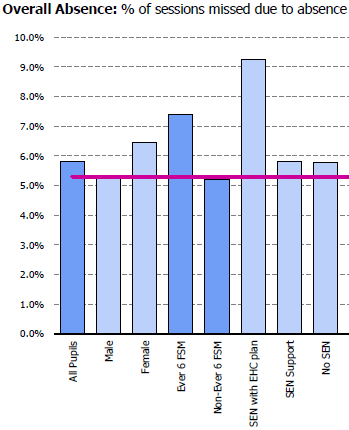 Overall Absence: % of sessions missed due to absence
10.0%
9.0%
8.0%
7.0%
6.0%
5.0%
4.0%
3.0%
2.0%
1.0%
0.0%
All Pupils
Male
Female
Ever 6 FSM
Non-Ever 6 FSM
SEN with EHC plan
SEN Support
No SEN